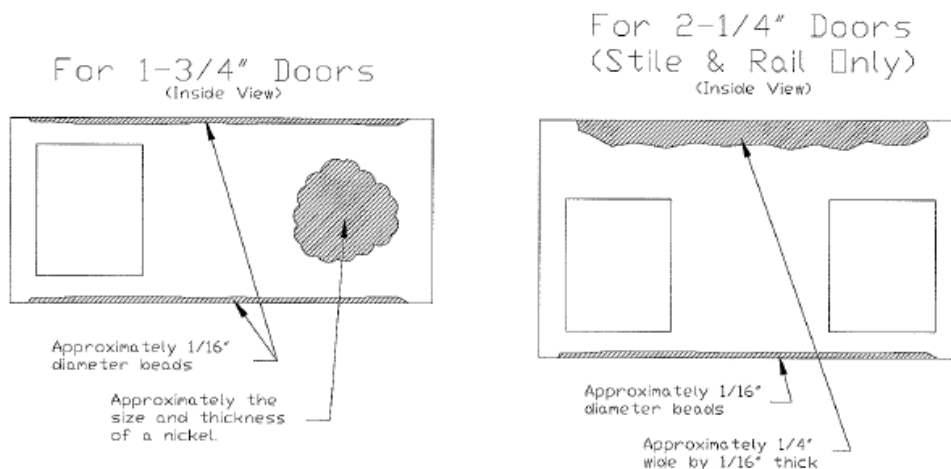 For 1-3/4" Doors
(Inside View)
Approximately 1/16"
diameter beads
Approximately the
size and thickness
of a nickel.
For 2-1/4" Doors
(Stile & Rail Only)
(Inside View)
Approximately 1/16"
diameter beads
Approximately 1/4"
wide by 1/16" thick